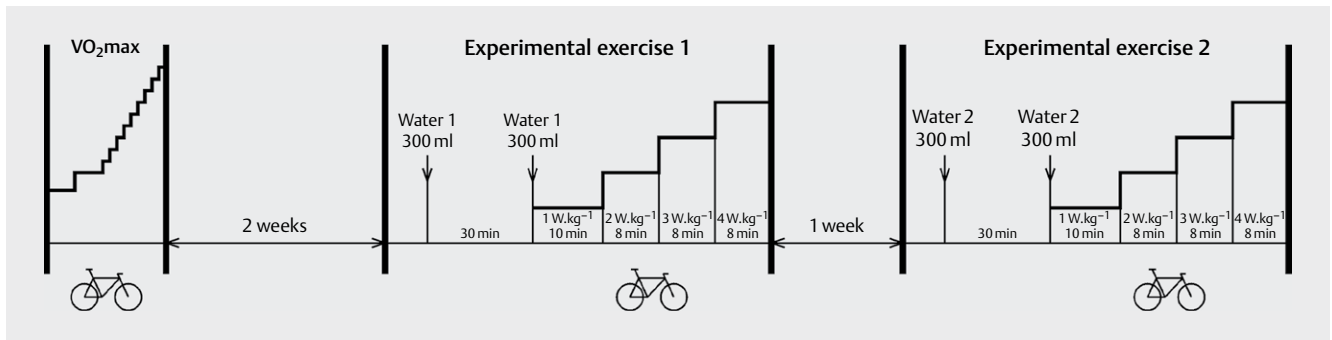 VO₂max
2 weeks
Experimental exercise 1
Water 1
300 ml
Water 1
300 ml
30 min
1 W.kg⁻¹
10 min
2 W.kg⁻¹
8 min
3 W.kg⁻¹
8 min
4 W.kg⁻¹
8 min
1 week
Experimental exercise 2
Water 2
300 ml
Water 2
300 ml
30 min
1 W.kg⁻¹
10 min
2 W.kg⁻¹
8 min
3 W.kg⁻¹
8 min
4 W.kg⁻¹
8 min